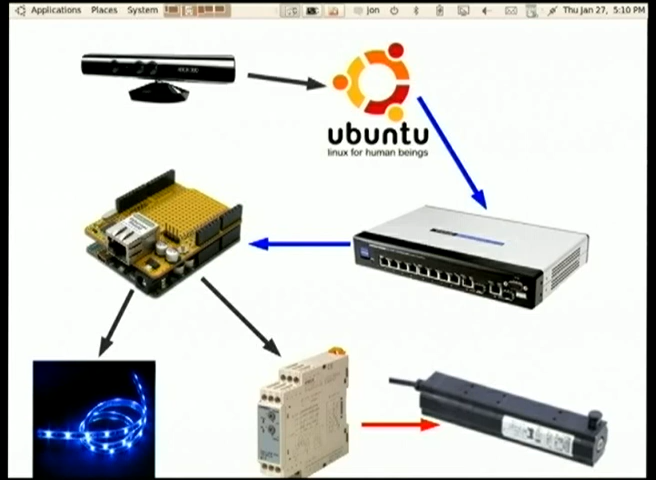 Applications Places System
jon
Thu Jan 27, 5:10 PM
ubuntu
linux for human beings